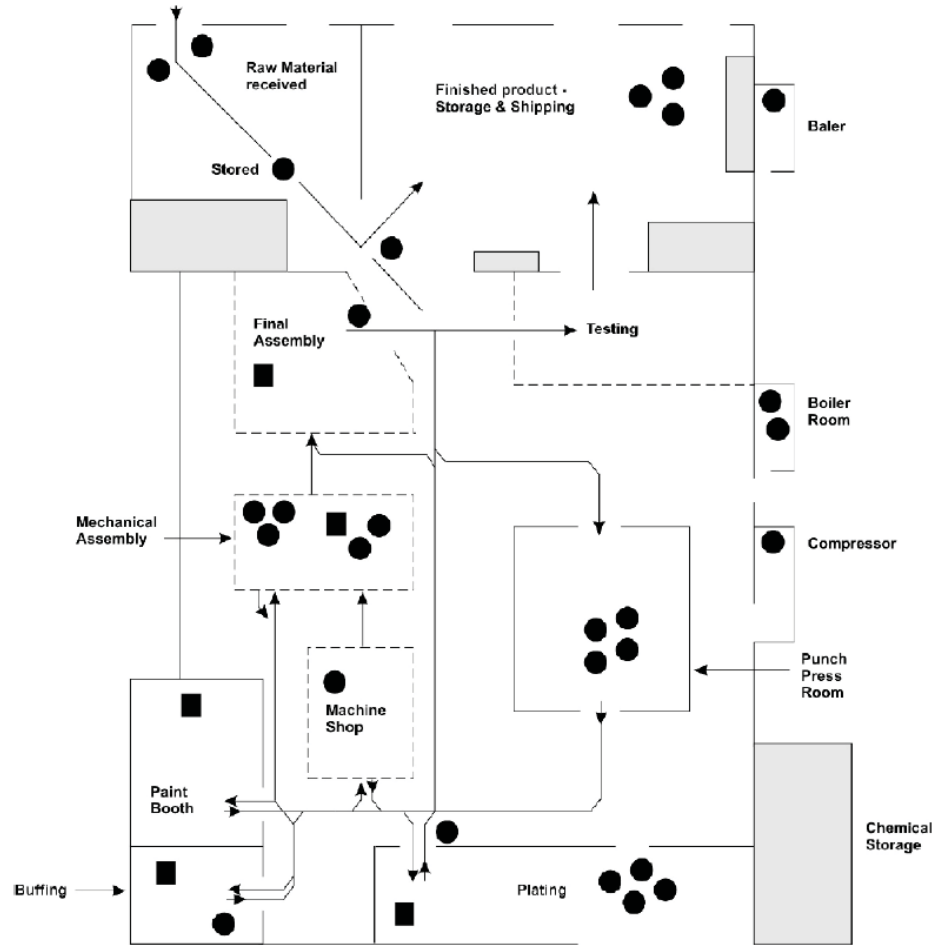 Raw Material
received
Finished product -
Storage & Shipping
Baler
Stored
Final
Assembly
Testing
Boiler
Room
Mechanical
Assembly
Compressor
Punch
Press
Room
Machine
Shop
Paint
Booth
Chemical
Storage
Buffing
Plating